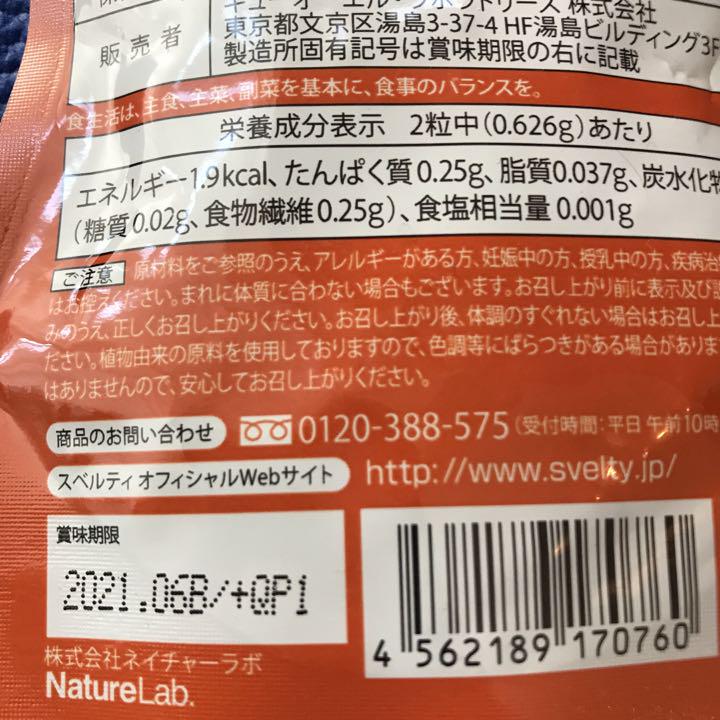 販売者
キューオーエル・ラボラトリーズ 株式会社
東京都文京区湯島3-37-4 HF湯島ビルディング3F
製造所固有記号は賞味期限の右に記載
食生活は、主食、主菜、副菜を基本に、食事のバランスを。
栄養成分表示 2粒中(0.626g)あたり
エネルギー1.9kcal、たんぱく質0.25g、脂質0.037g、炭水化物
(糖質0.02g、食物繊維0.25g)、食塩相当量0.001g
ご注意 原材料をご参照のうえ、アレルギーがある方、妊娠中の方、授乳中の方、疾病治
はお控えください。まれに体質に合わない場合もございます。お召し上がり前に表示及び
みのうえ、正しくお召し上がりください。お召し上がり後、体調のすぐれない場合はお召し上
ださい。植物由来の原料を使用しておりますので、色調等にばらつきがある場合がありま
はありませんので、安心してお召し上がりください。
商品のお問い合わせ 0120-388-575 (受付時間:平日 午前10時
スベルティ オフィシャルWebサイト http://www.svelty.jp/
賞味期限
2021.06B/+QP1
4 562189 170760
株式会社ネイチャーラボ
NatureLab.